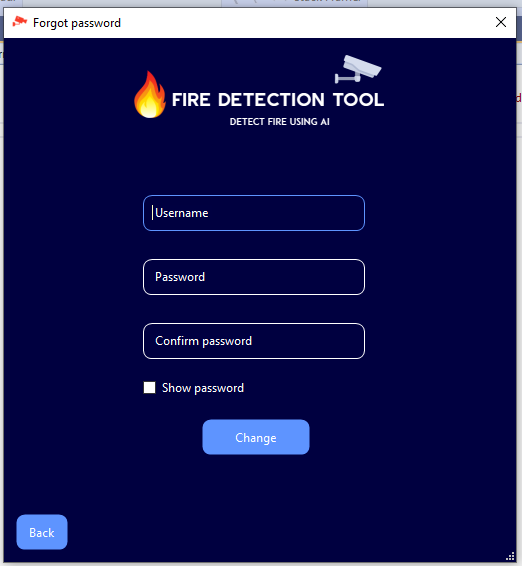 Forgot password
FIRE DETECTION TOOL
DETECT FIRE USING AI
Username
Password
Confirm password
Show password
Change
Back